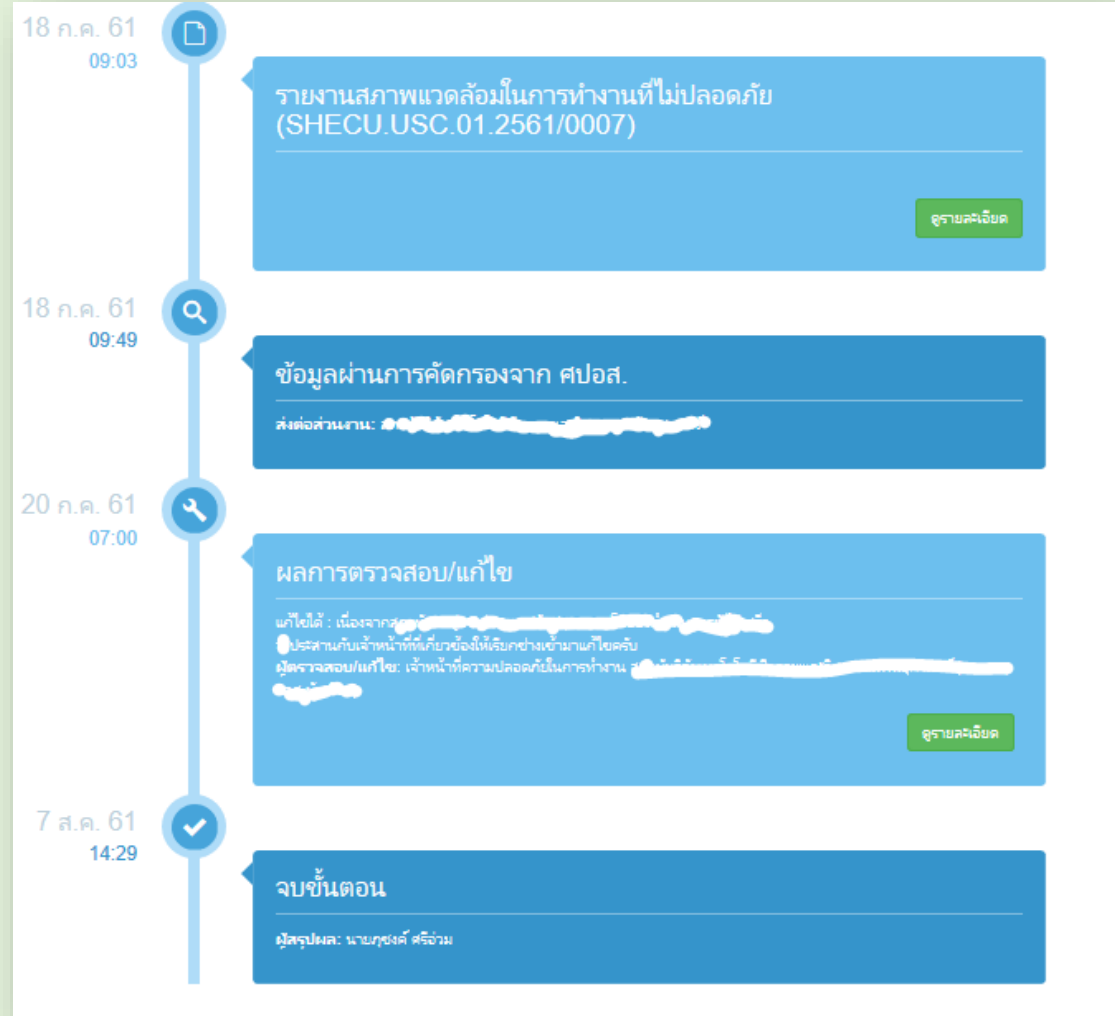 18 ก.ค. 61
09:03
รายงานสภาพแวดล้อมในการทำงานที่ไม่ปลอดภัย
(SHECU.USC.01.2561/0007)
ดูรายละเอียด
18 ก.ค. 61
09:49
ข้อมูลผ่านการคัดกรองจาก ศปอส.
ส่งต่อส่วนงาน:
20 ก.ค. 61
07:00
ผลการตรวจสอบ/แก้ไข
แก้ไขได้ : เนื่องจาก
ประสานกับเจ้าหน้าที่ที่เกี่ยวข้องให้เรียกช่างเข้ามาแก้ไขครับ
ผู้ตรวจสอบ/แก้ไข: เจ้าหน้าที่ความปลอดภัยในการทำงาน
ดูรายละเอียด
7 ส.ค. 61
14:29
จบขั้นตอน
ผู้สรุปผล: นายภุชงค์ ศรีอ่วม